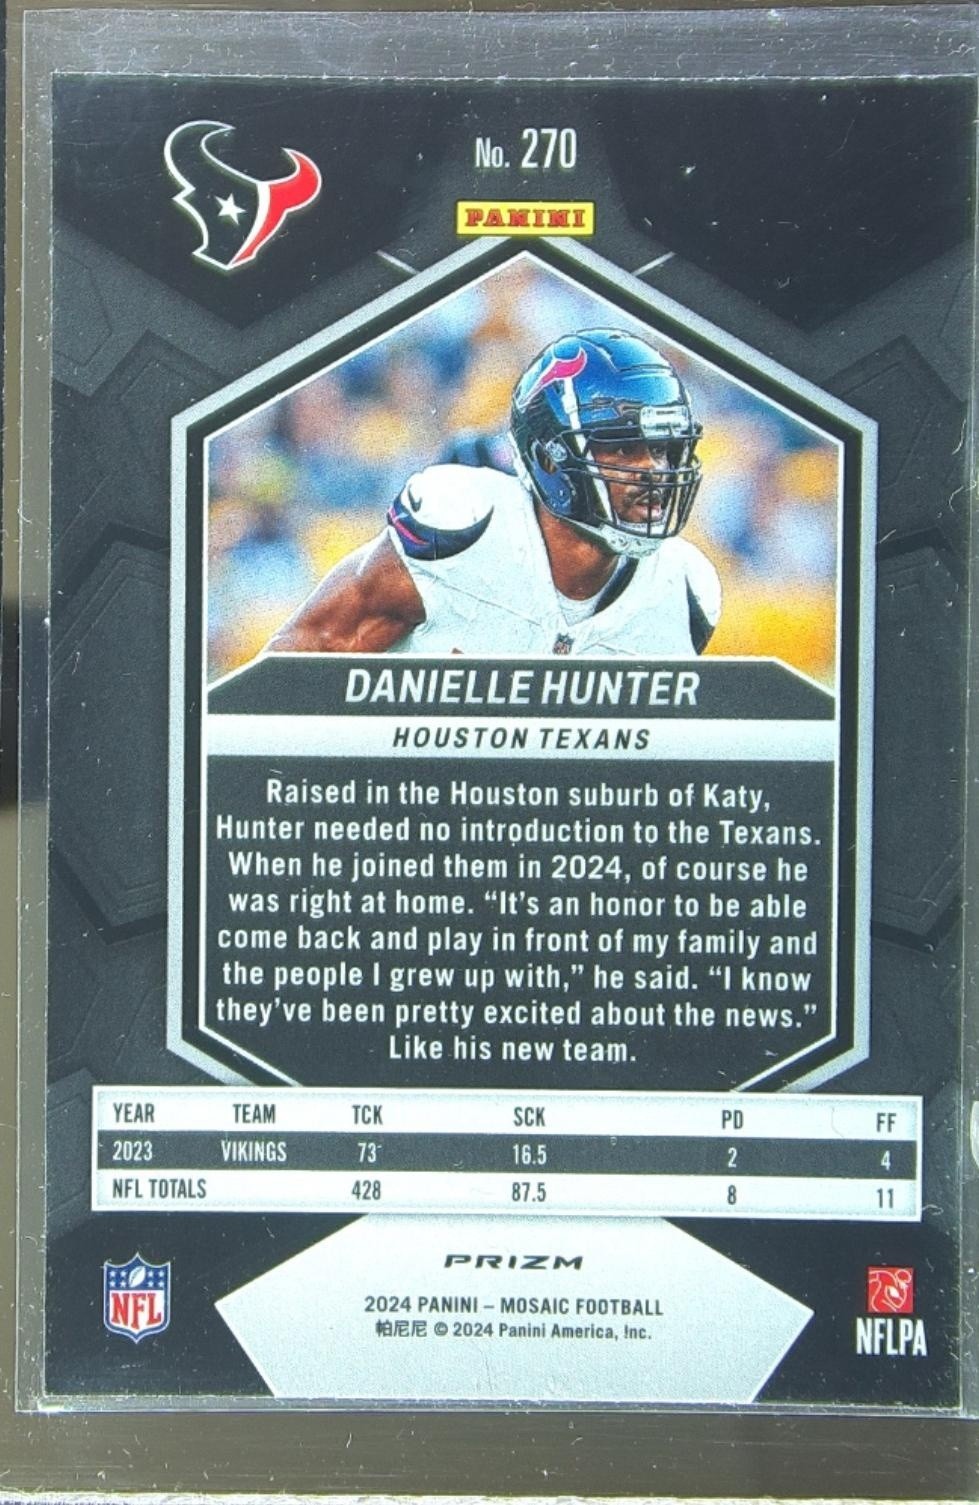 No. 270
PANINI
DANIELLE HUNTER
HOUSTON TEXANS
Raised in the Houston suburb of Katy,
Hunter needed no introduction to the Texans.
When he joined them in 2024, of course he
was right at home. “It’s an honor to be able
come back and play in front of my family and
the people I grew up with,” he said. “I know
they’ve been pretty excited about the news.”
Like his new team.
YEAR TEAM TCK SCK PD FF
2023 VIKINGS 73 16.5 2 4
NFL TOTALS 428 87.5 8 11
PRIZM
2024 PANINI – MOSAIC FOOTBALL
帕尼尼 © 2024 Panini America, Inc.
NFL
NFLPA